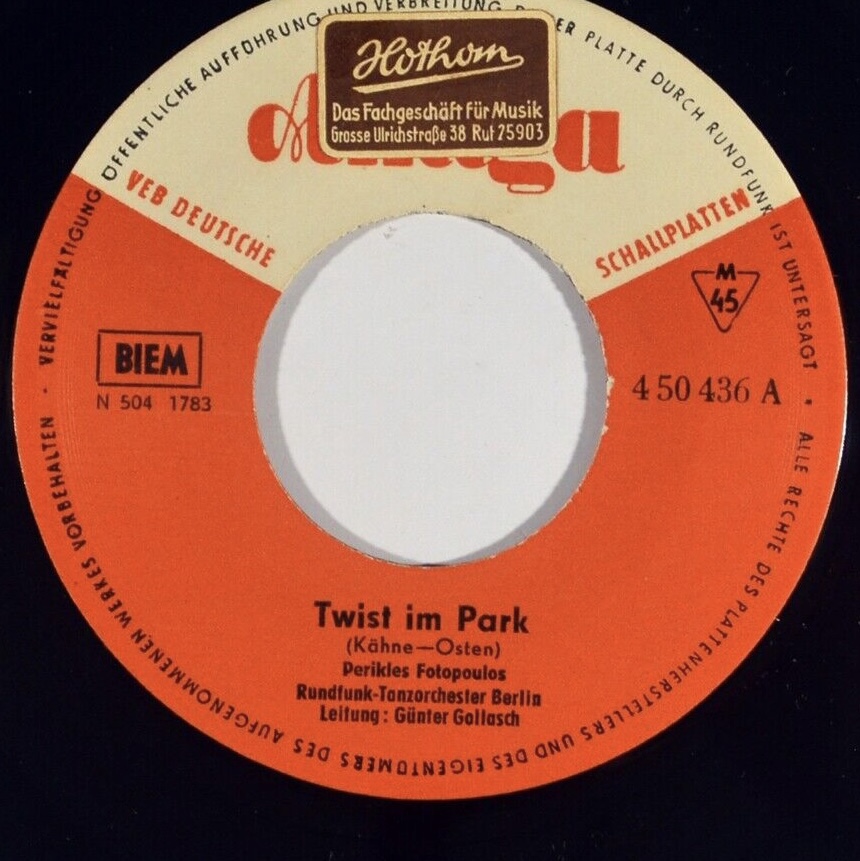 Hothorn
Das Fachgeschäft für Musik
Grosse Ulrichstraße 38 Ruf 25903
VEB DEUTSCHE
SCHALLPLATTEN
M
45
BIEM
N 504 1783
4 50 436 A
Twist im Park
(Kähne—Osten)
Perikles Fotopoulos
Rundfunk-Tanzorchester Berlin
Leitung: Günter Gollasch
ALLE RECHTE DES PLATTENHERSTELLERS UND DES EIGENTÜMERS DES AUFGENOMMENEN WERKES VORBEHALTEN · VERVIELFÄLTIGUNG, ÖFFENTLICHE AUFFÜHRUNG UND VERBREITUNG PLATTE DURCH RUNDFUNK IST UNTERSAGT ·